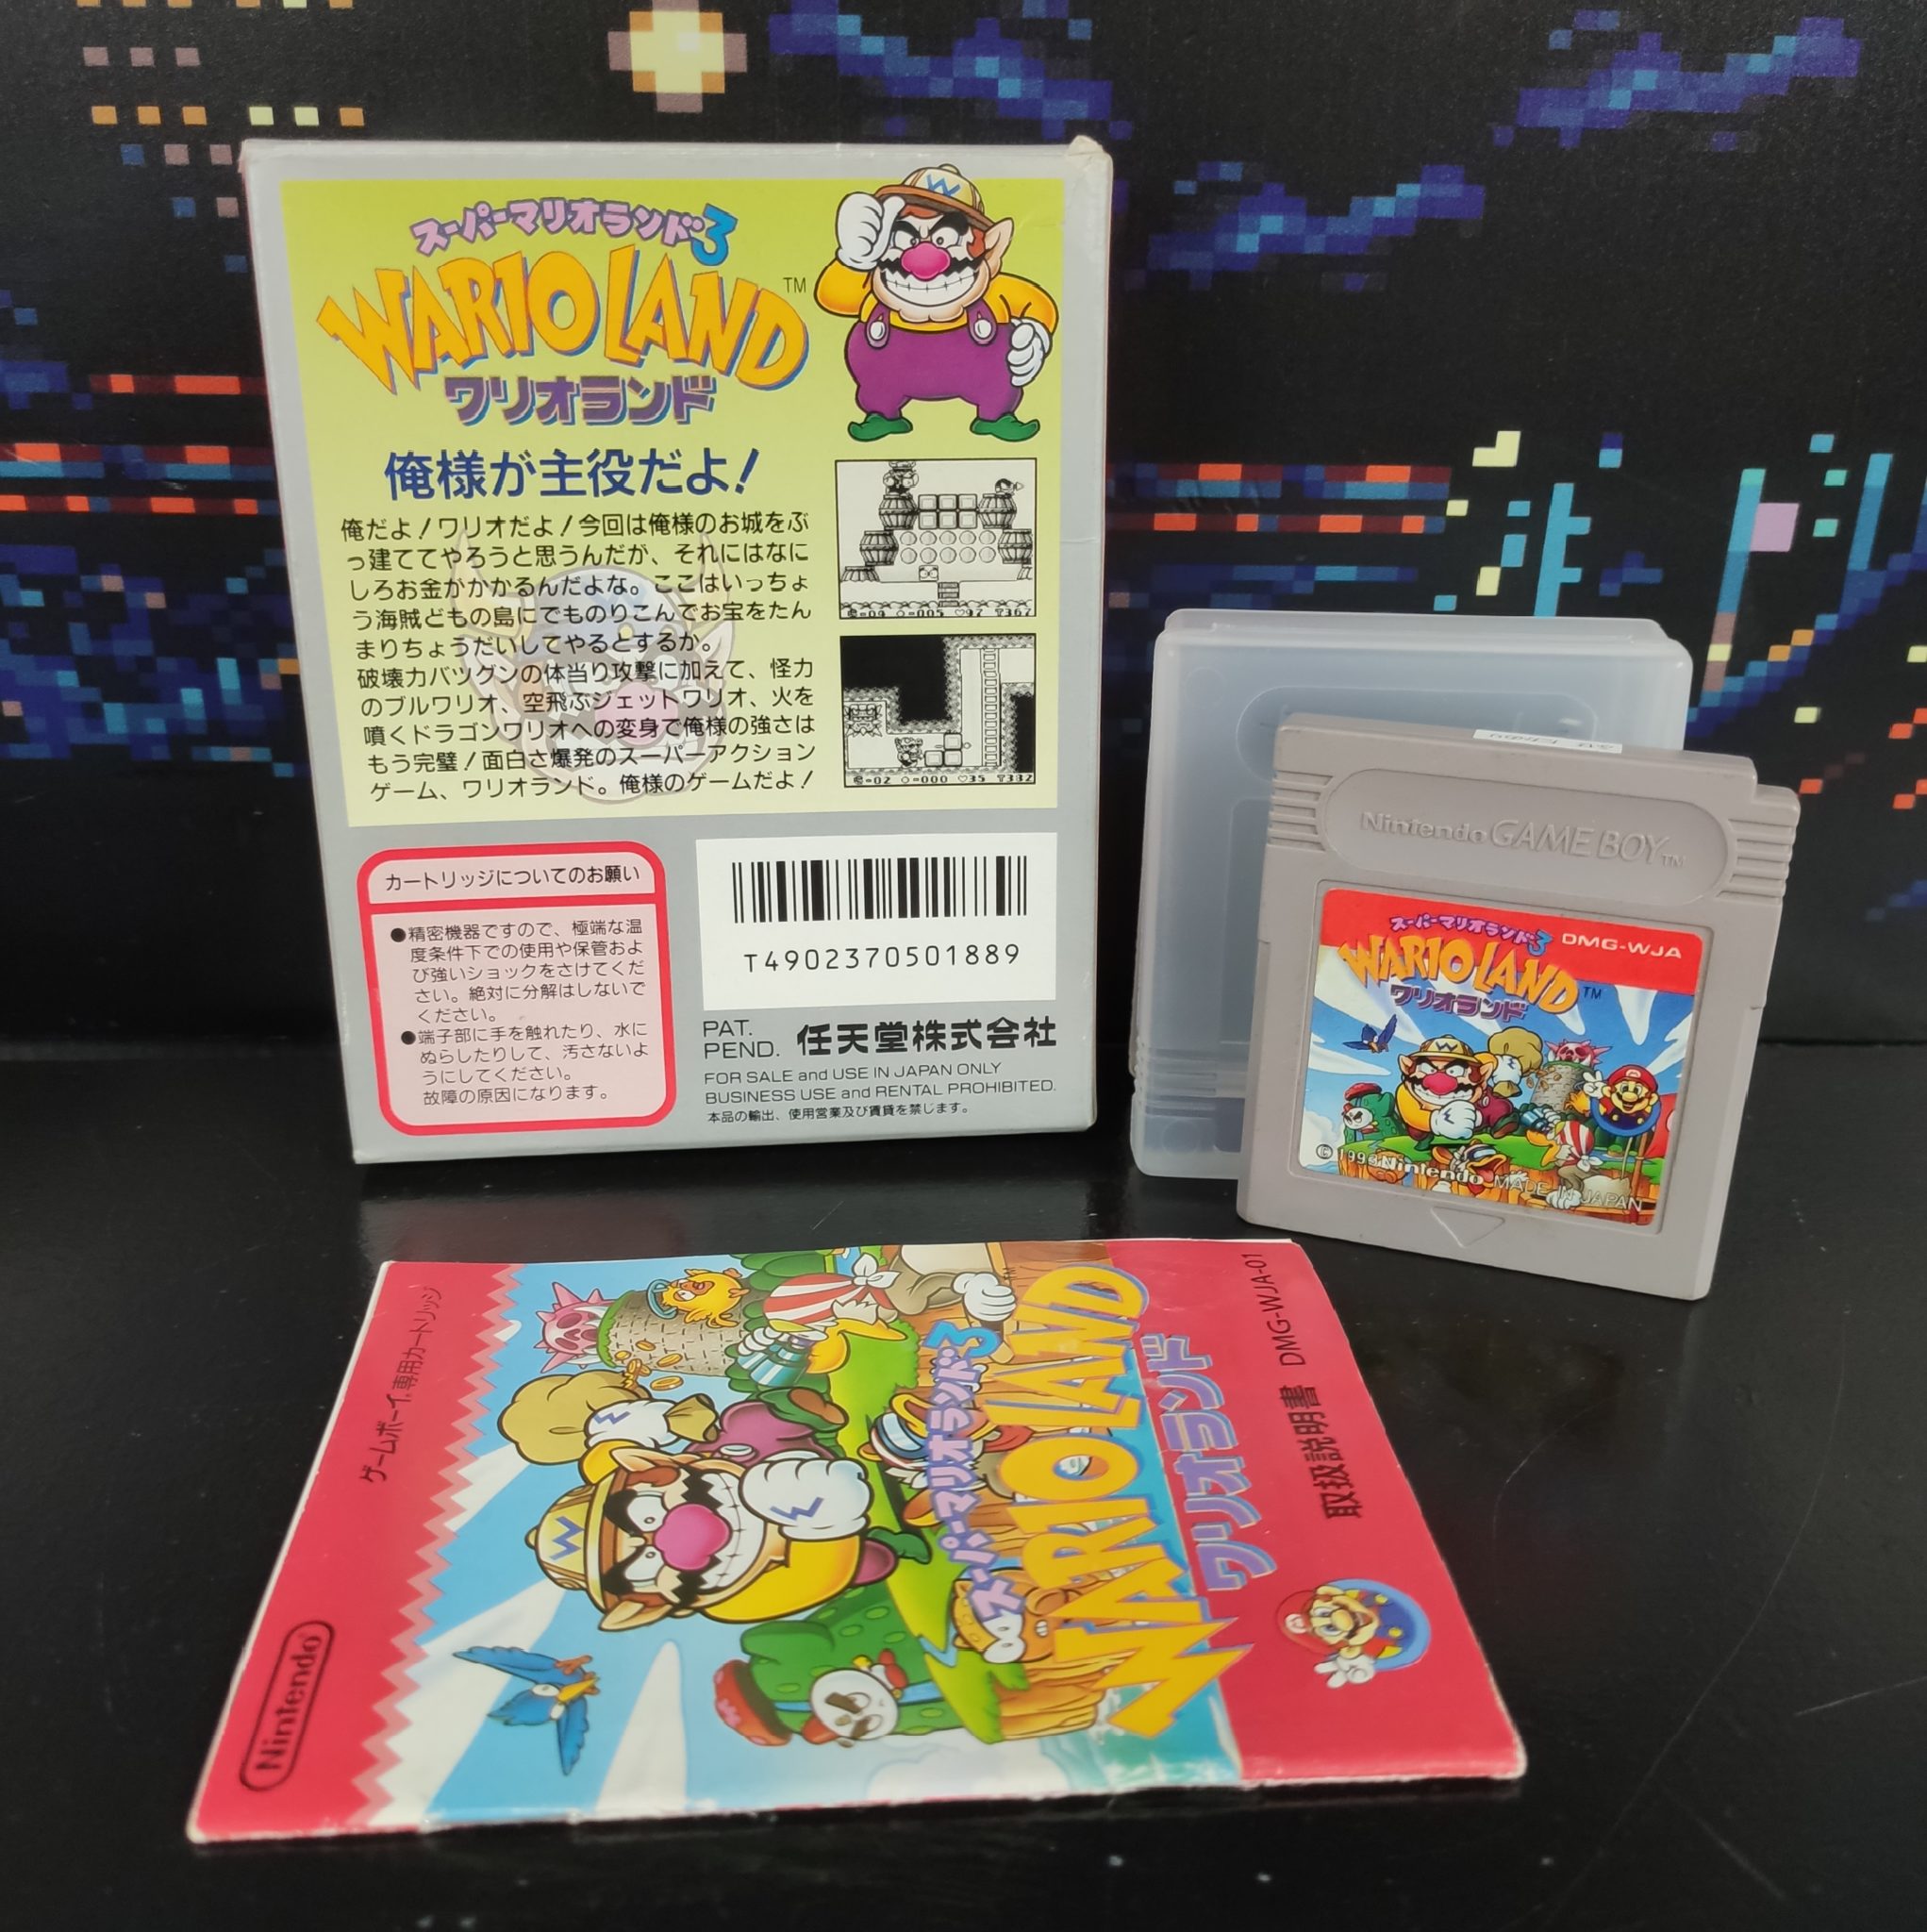 スーパーマリオランド3
WARIO LAND™
ワリオランド
俺様が主役だよ!
俺だよ!ワリオだよ!今回は俺様のお城をぶ
っ建ててやろうと思うんだが、それにはなに
しろお金がかかるんだよな。ここはいっちょ
う海賊どもの島にでものりこんでお宝をたん
まりちょうだいしてやるとするか。
破壊力バツグンの体当り攻撃に加えて、怪力
のブルワリオ、空飛ぶジェットワリオ、火を
噴くドラゴンワリオへの変身で俺様の強さは
もう完璧!面白さ爆発のスーパーアクション
ゲーム、ワリオランド。俺様のゲームだよ!
カートリッジについてのお願い
●精密機器ですので、極端な温
度条件下での使用や保管およ
び強いショックをさけてくだ
さい。絶対に分解はしないで
ください。
●端子部に手を触れたり、水に
ぬらしたりして、汚さないよ
うにしてください。
故障の原因になります。
T4902370501889
PAT.
PEND. 任天堂株式会社
FOR SALE and USE IN JAPAN ONLY
BUSINESS USE and RENTAL PROHIBITED.
本品の輸出、使用営業及び賃貸を禁じます。
Nintendo GAME BOY™
スーパーマリオランド3
DMG-WJA
WARIO LAND™
ワリオランド
© 1993 Nintendo MADE IN JAPAN
ゲームボーイ専用カートリッジ
Nintendo
スーパーマリオランド3
WARIO LAND™
ワリオランド
取扱説明書 DMG-WJA-01